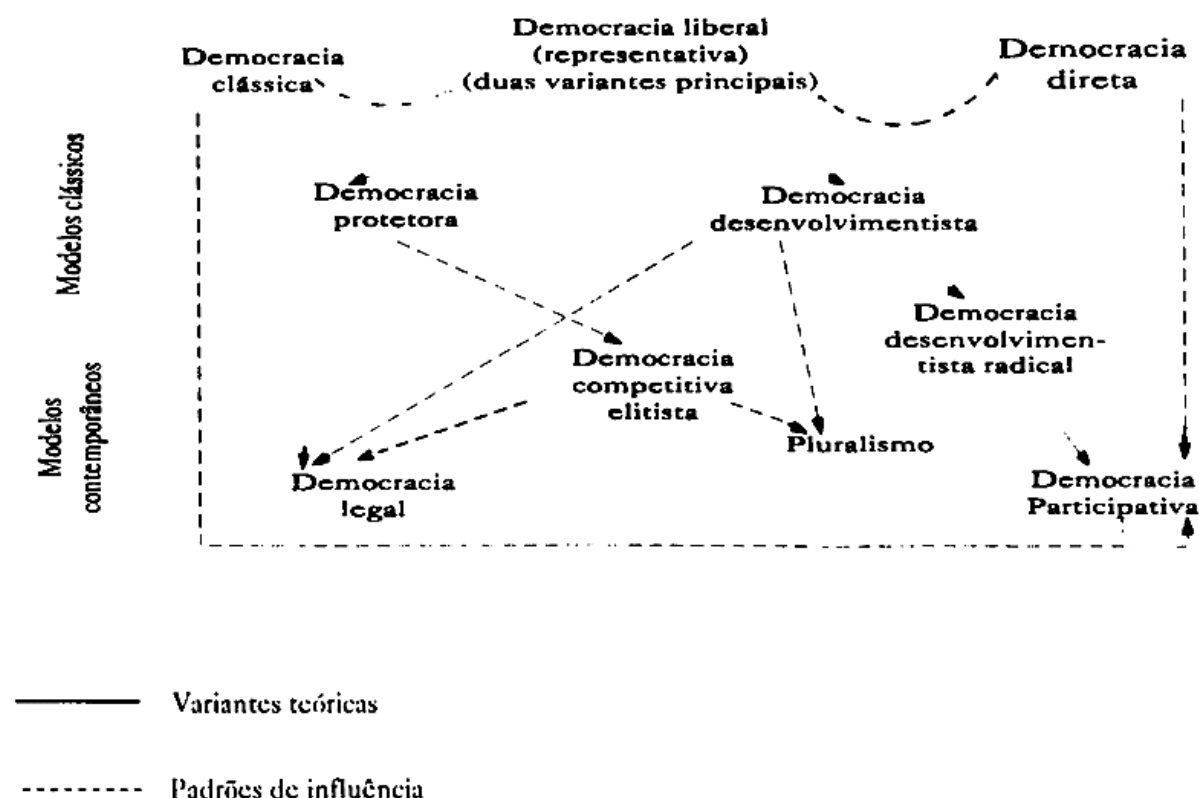 Democracia
clássica
Democracia liberal
(representativa)
(duas variantes principais)
Democracia
direta
Modelos clássicos
Democracia
protetora
Democracia
desenvolvimentista
Democracia
desenvolvimen-
tista radical
Modelos
contemporâneos
Democracia
competitiva
elitista
Pluralismo
Democracia
legal
Democracia
Participativa
Variantes teóricas
Padrões de influência